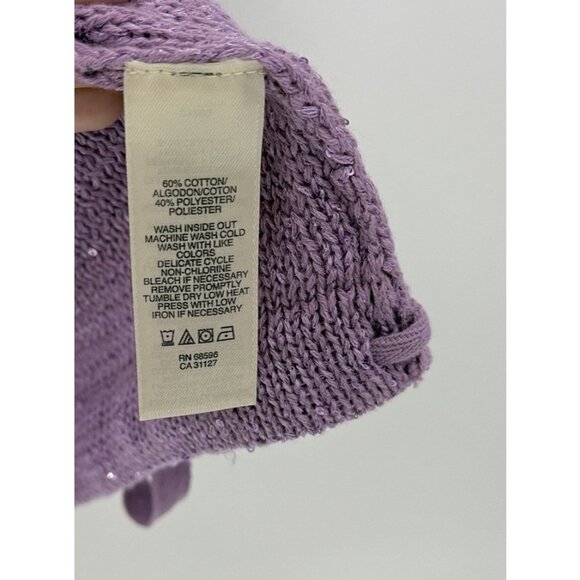 60% COTTON/
ALGODON/COTON
40% POLYESTER/
POLIESTER
WASH INSIDE OUT
MACHINE WASH COLD
WASH WITH LIKE
COLORS
DELICATE CYCLE
NON-CHLORINE
BLEACH IF NECESSARY
REMOVE PROMPTLY
TUMBLE DRY LOW HEAT
PRESS WITH LOW
IRON IF NECESSARY
RN 68596
CA 31127